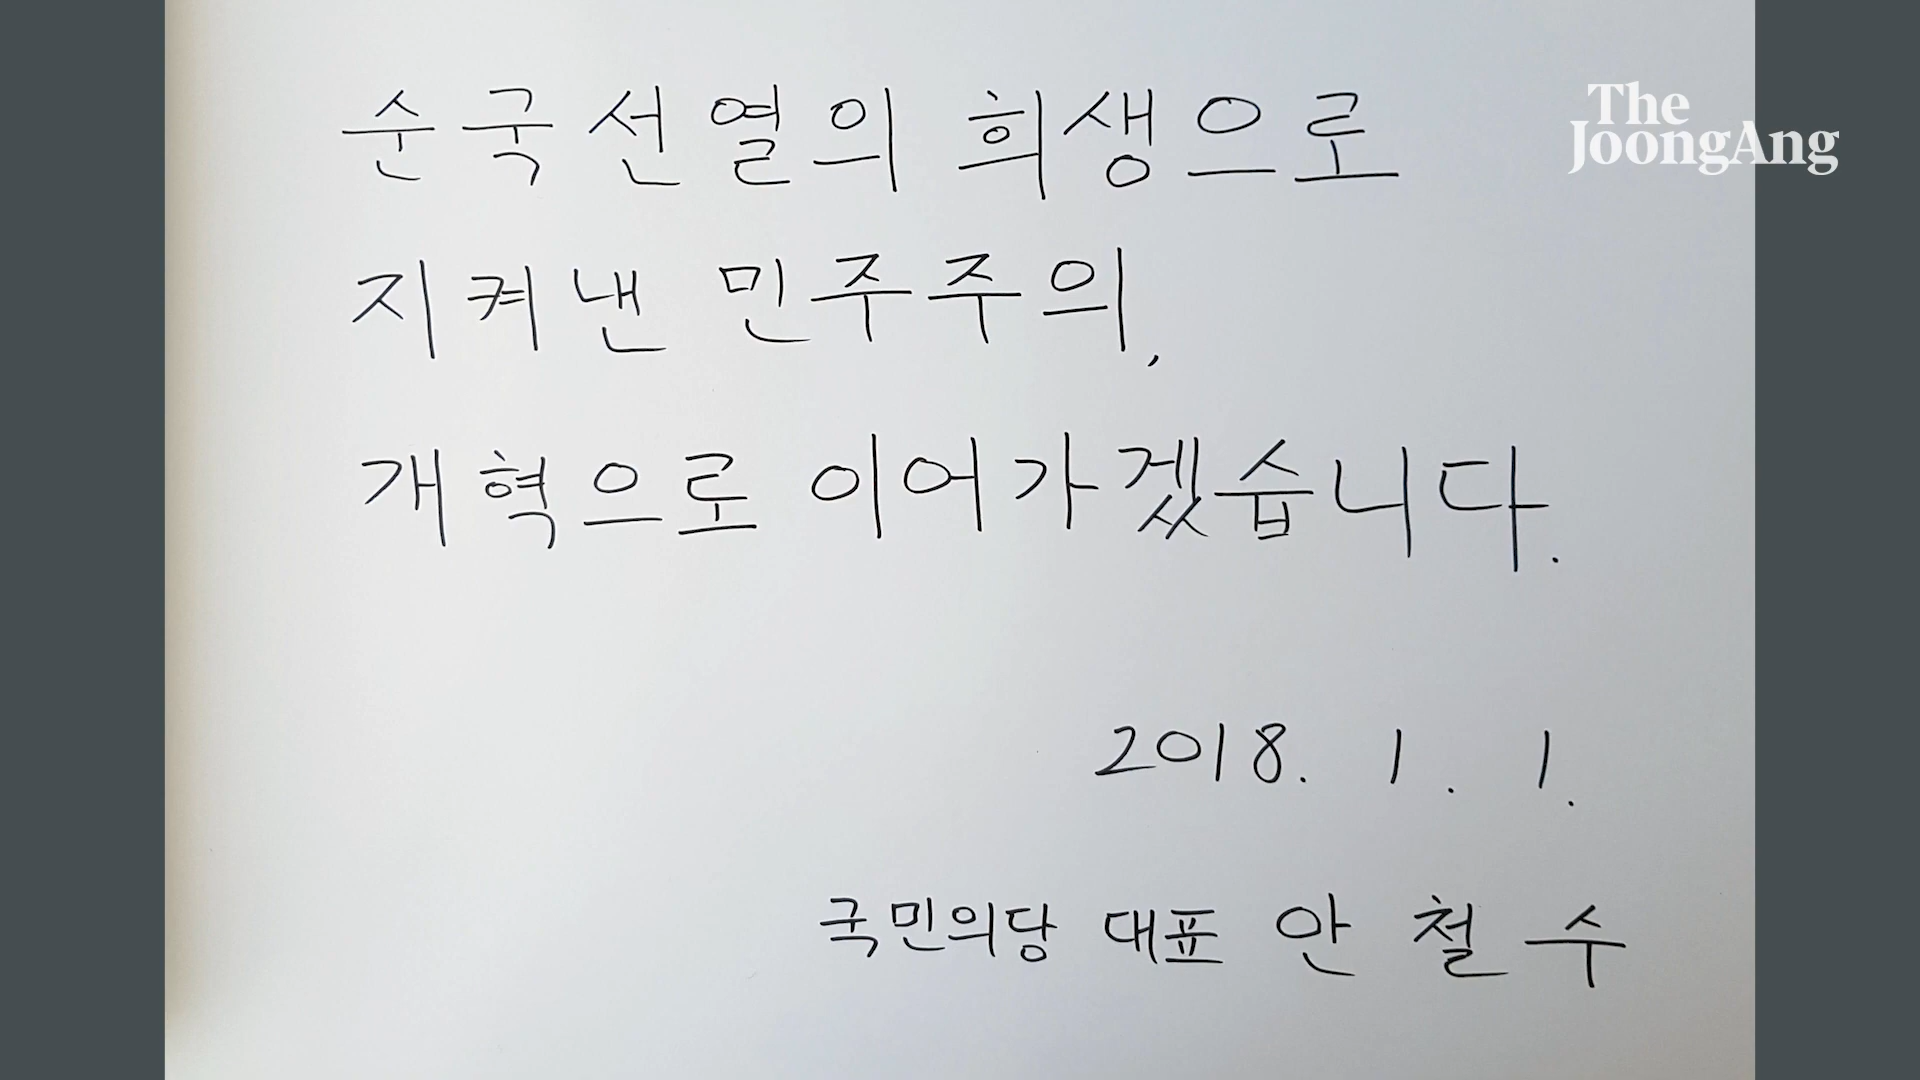 순국선열의 희생으로
The
JoongAng
지켜낸 민주주의,
개혁으로 이어가겠습니다.
2018. 1. 1.
국민의당 대표 안철수